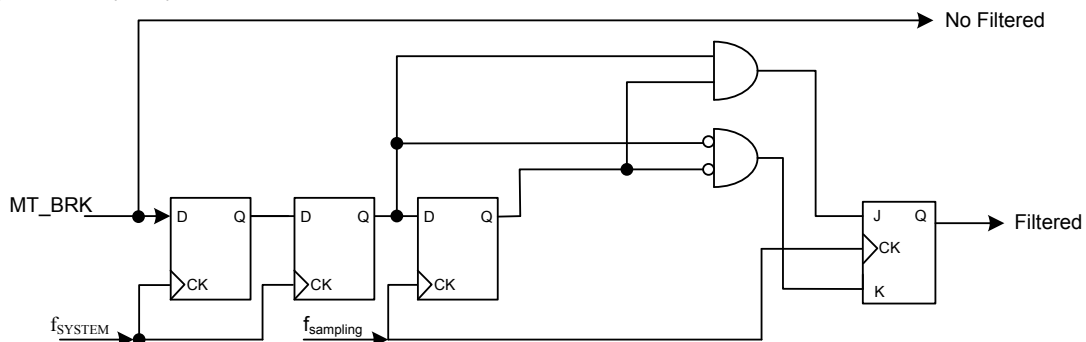 No Filtered
MT_BRK
D Q
D Q
D Q
J Q
Filtered
CK
CK
CK
CK
K
fSYSTEM
fsampling